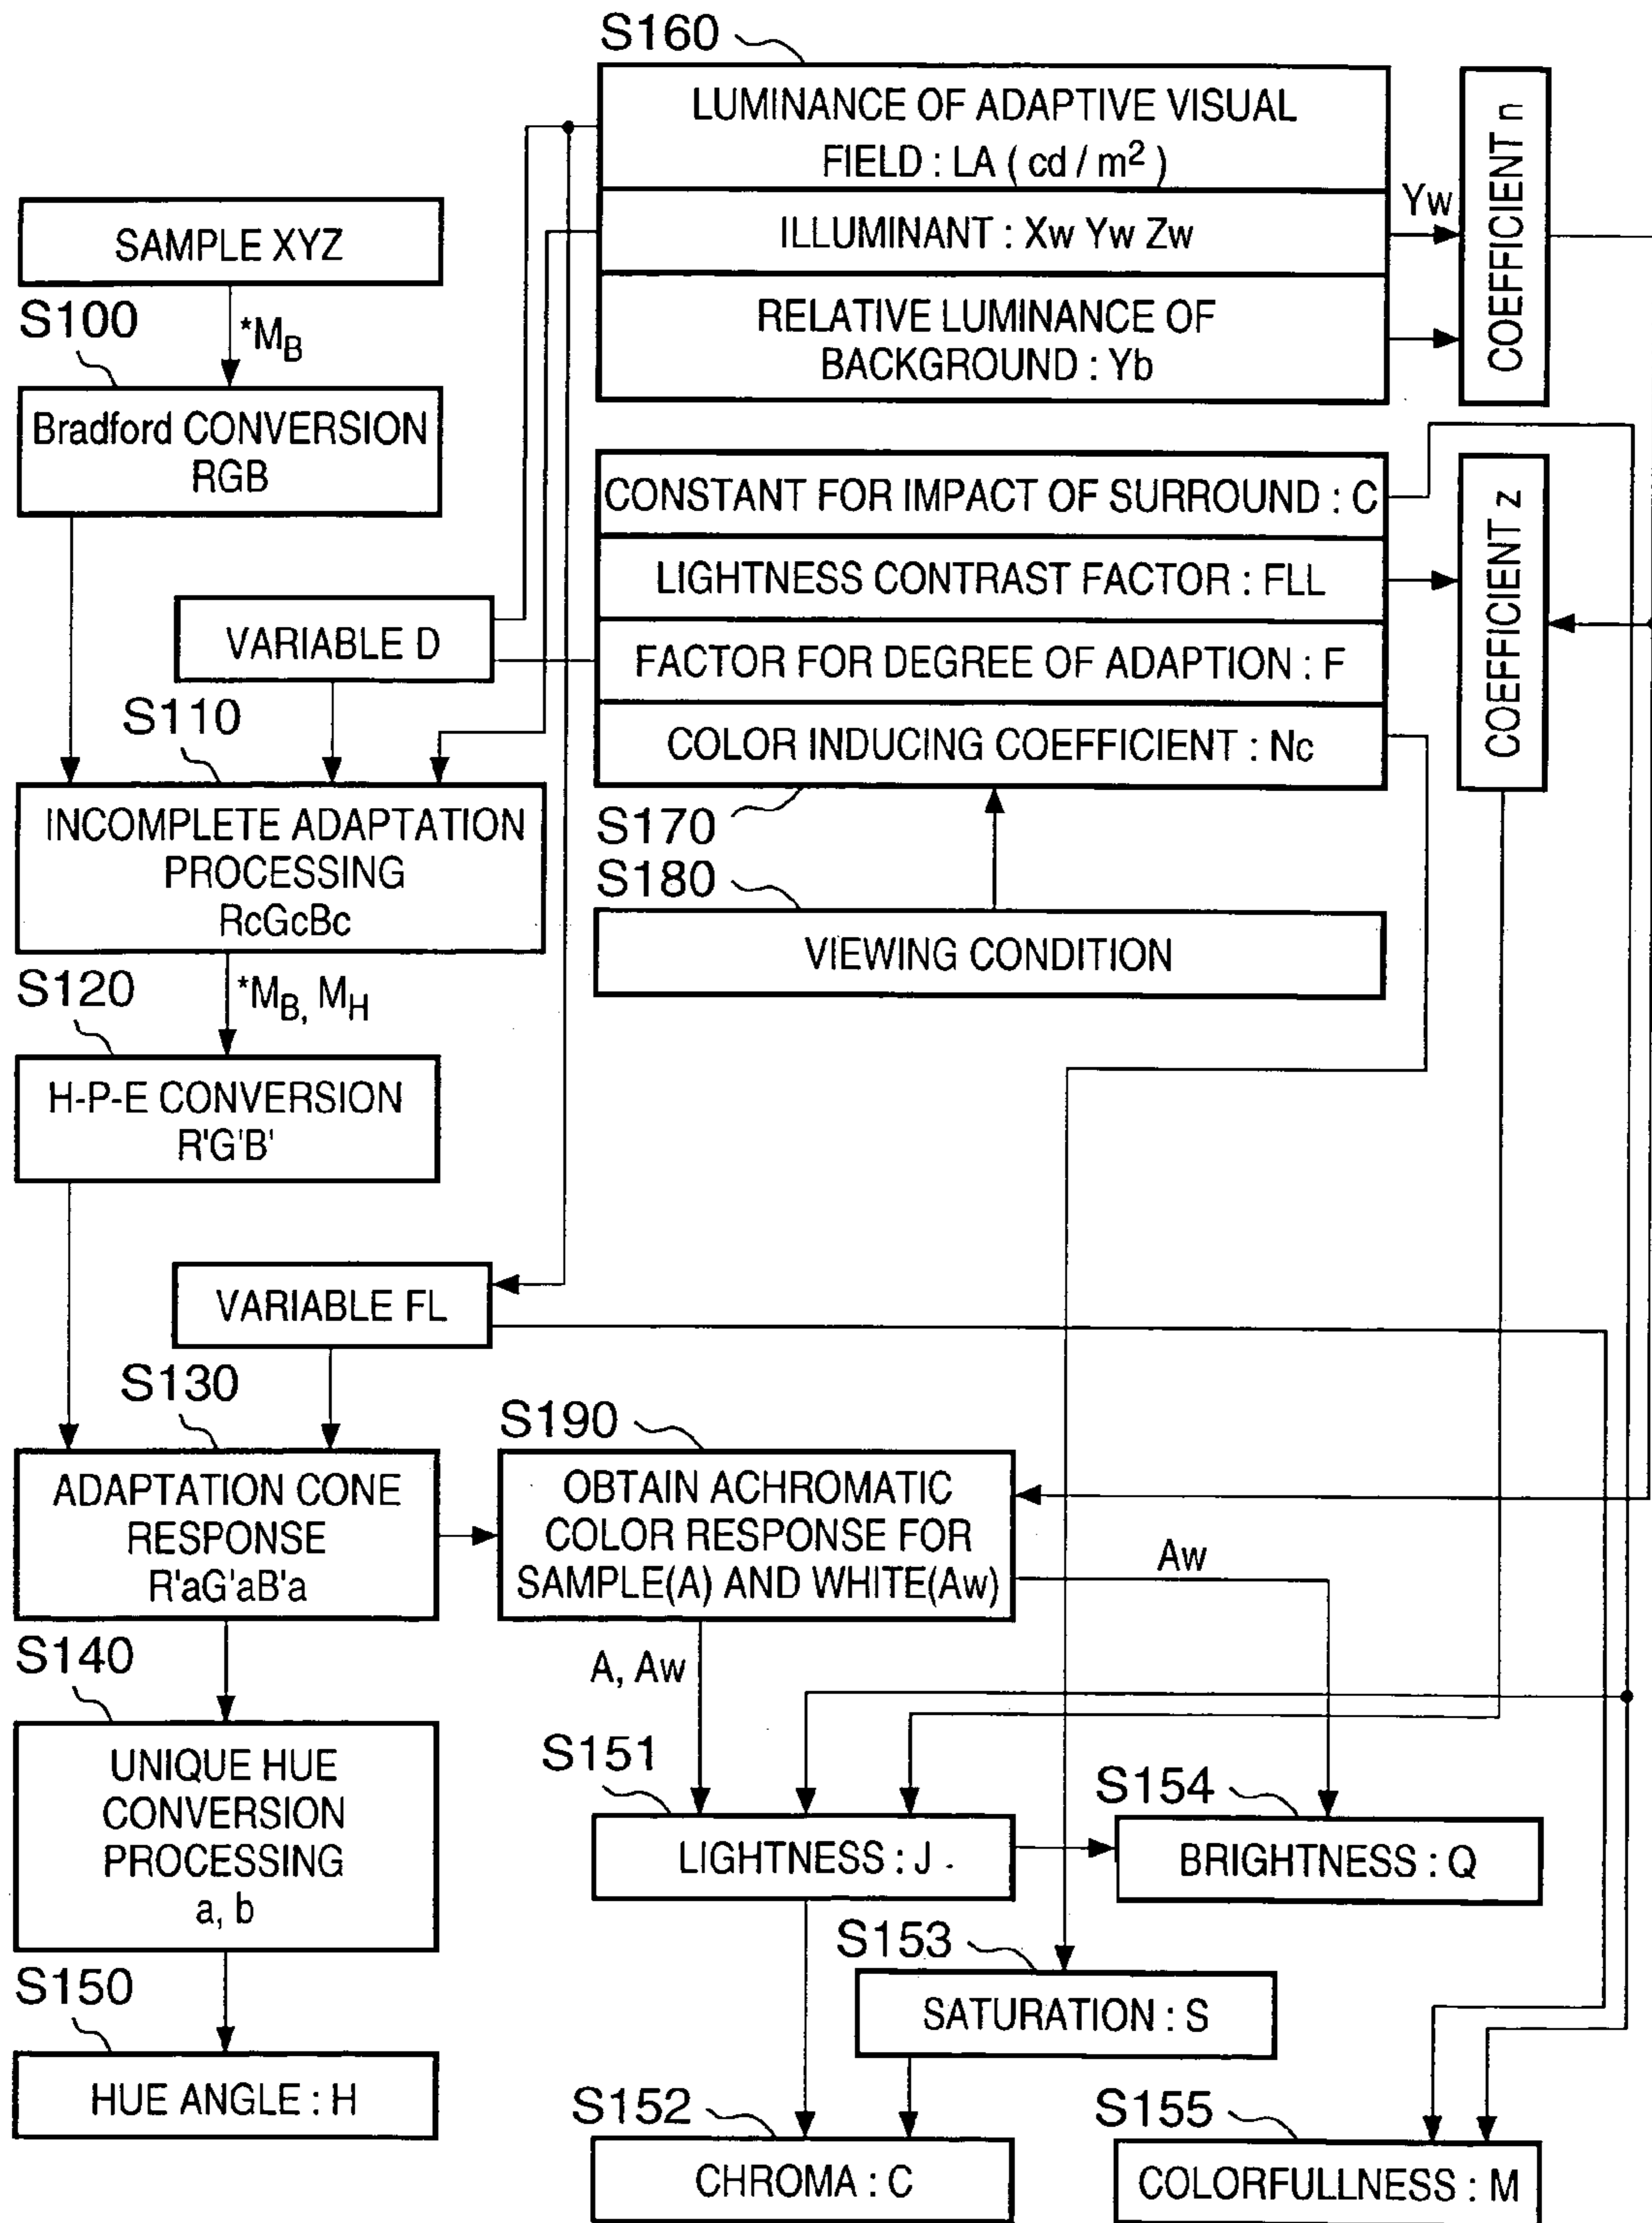 S160
LUMINANCE OF ADAPTIVE VISUAL
FIELD : LA ( cd / m² )
ILLUMINANT : Xw Yw Zw
RELATIVE LUMINANCE OF
BACKGROUND : Yb
Yw
COEFFICIENT n
SAMPLE XYZ
S100
*MB
Bradford CONVERSION
RGB
CONSTANT FOR IMPACT OF SURROUND : C
LIGHTNESS CONTRAST FACTOR : FLL
FACTOR FOR DEGREE OF ADAPTION : F
COLOR INDUCING COEFFICIENT : Nc
COEFFICIENT z
VARIABLE D
S110
INCOMPLETE ADAPTATION
PROCESSING
RcGcBc
S170
S180
VIEWING CONDITION
S120
*MB, MH
H-P-E CONVERSION
R'G'B'
VARIABLE FL
S130
ADAPTATION CONE
RESPONSE
R'aG'aB'a
S190
OBTAIN ACHROMATIC
COLOR RESPONSE FOR
SAMPLE(A) AND WHITE(Aw)
Aw
A, Aw
S140
UNIQUE HUE
CONVERSION
PROCESSING
a, b
S151
LIGHTNESS : J
S154
BRIGHTNESS : Q
S153
SATURATION : S
S150
HUE ANGLE : H
S152
CHROMA : C
S155
COLORFULLNESS : M